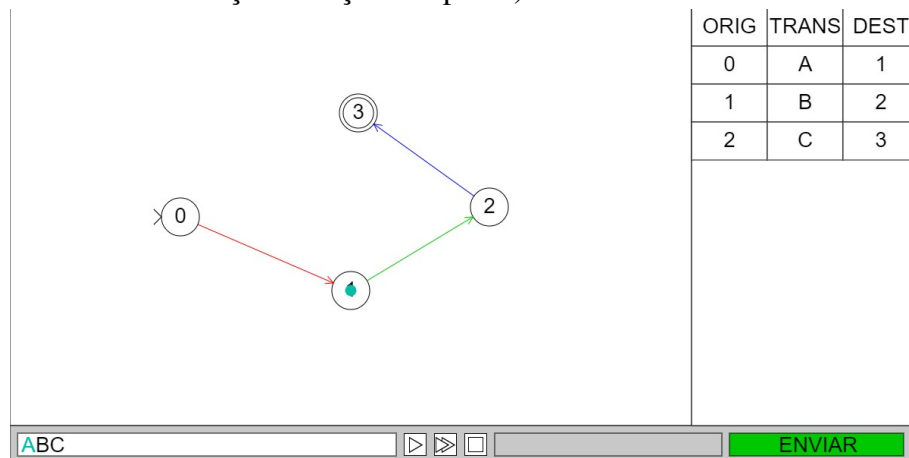 ORIG TRANS DEST
0 A 1
1 B 2
2 C 3
3
2
0
ABC
ENVIAR